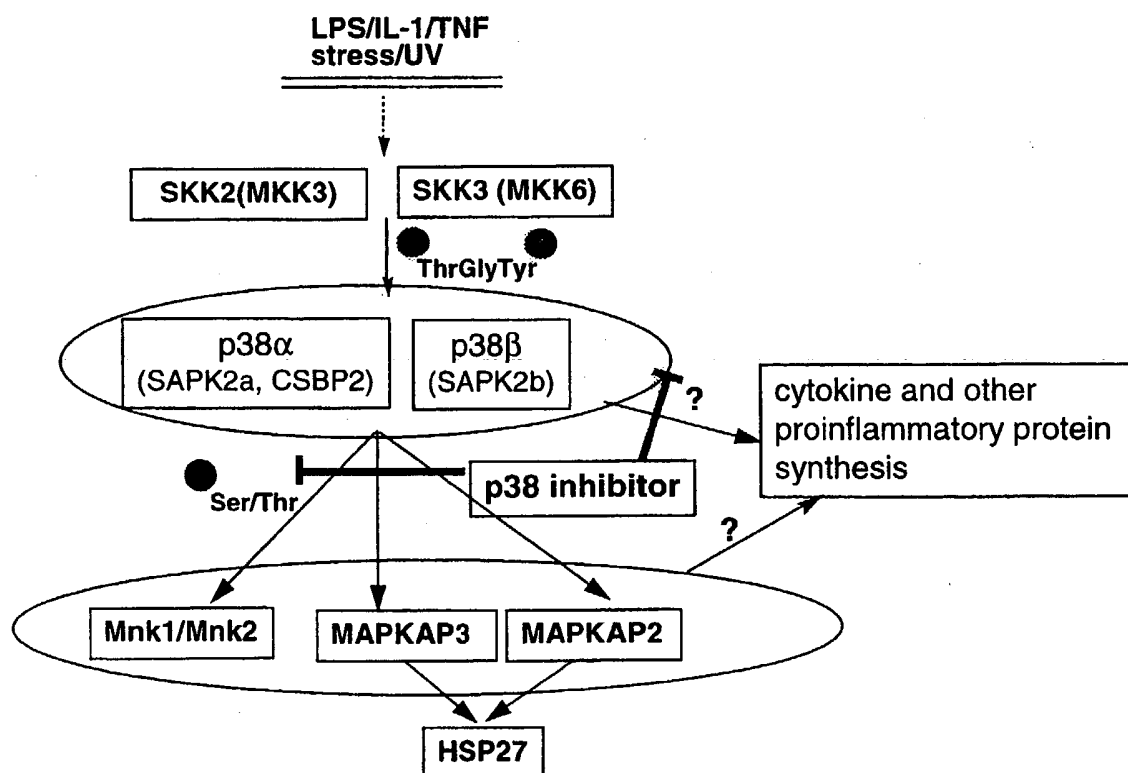 LPS/IL-1/TNF
stress/UV
SKK2(MKK3)
SKK3 (MKK6)
ThrGlyTyr
p38α
(SAPK2a, CSBP2)
p38β
(SAPK2b)
?
cytokine and other
proinflammatory protein
synthesis
p38 inhibitor
Ser/Thr
?
Mnk1/Mnk2
MAPKAP3
MAPKAP2
HSP27